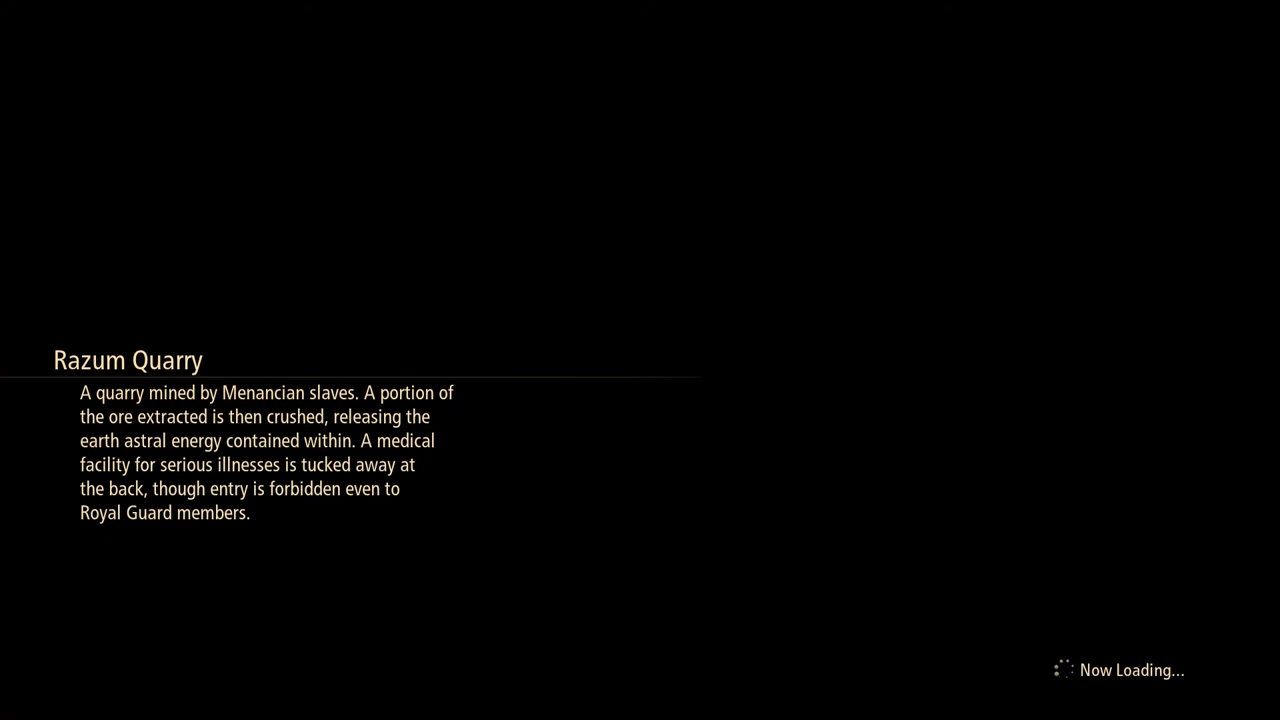 Razum Quarry
A quarry mined by Menancian slaves. A portion of
the ore extracted is then crushed, releasing the
earth astral energy contained within. A medical
facility for serious illnesses is tucked away at
the back, though entry is forbidden even to
Royal Guard members.
Now Loading...